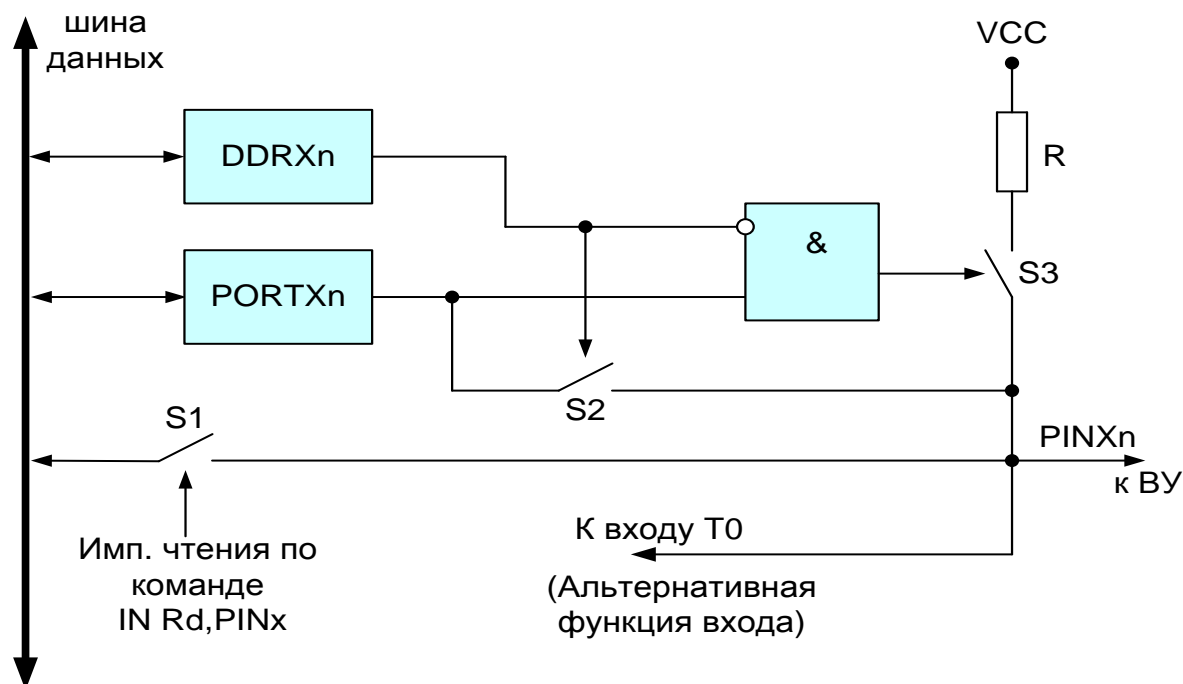 шина
данных
VCC
DDRXn
R
&
S3
PORTXn
S2
S1
PINXn
к ВУ
К входу T0
(Альтернативная
функция входа)
Имп. чтения по
команде
IN Rd,PINx